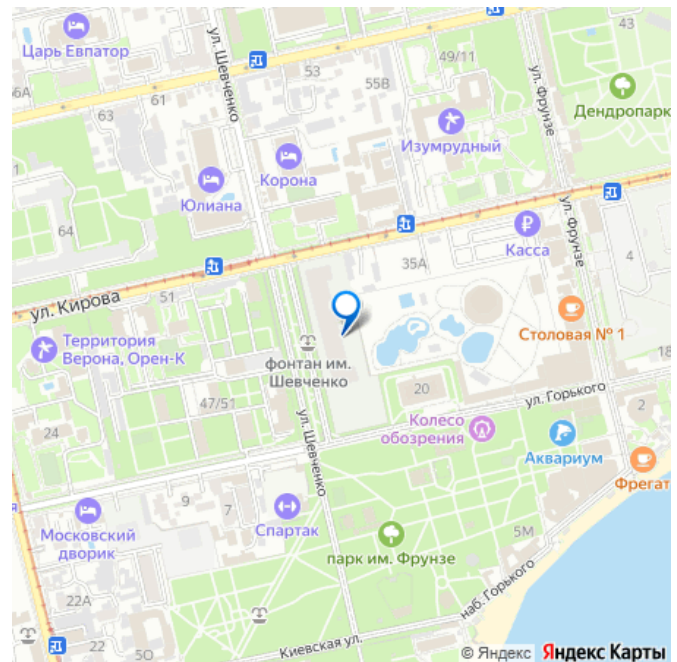 Царь Евпатор
ул. Шевченко
53
49/11
55В
43
ул. Фрунзе
66А
61
63
Дендропарк
Изумрудный
Корона
Юлиана
64
ул. Фрунзе
Касса
4
35А
ул. Кирова
51
Столовая № 1
Территория
Верона, Орен-К
фонтан им.
Шевченко
18
20
ул. Горького
2
47/51
24
Колесо
обозрения
Аквариум
ул. Шевченко
Фрегат
я
9
7
Московский
дворик
Спартак
5М
парк им. Фрунзе
наб. Горького
22А
22
50
Киевская ул.
© Яндекс Яндекс Карты